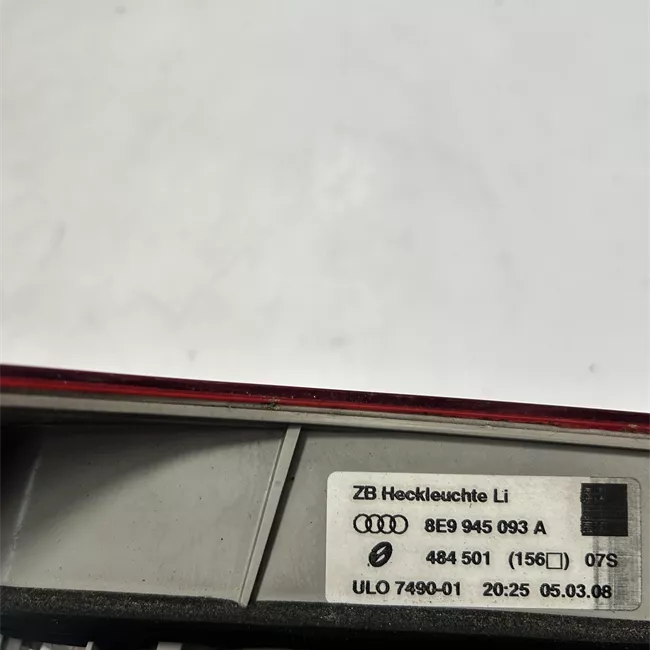 ZB Heckleuchte Li
8E9 945 093 A
484 501 (156□) 07S
ULO 7490-01 20:25 05.03.08